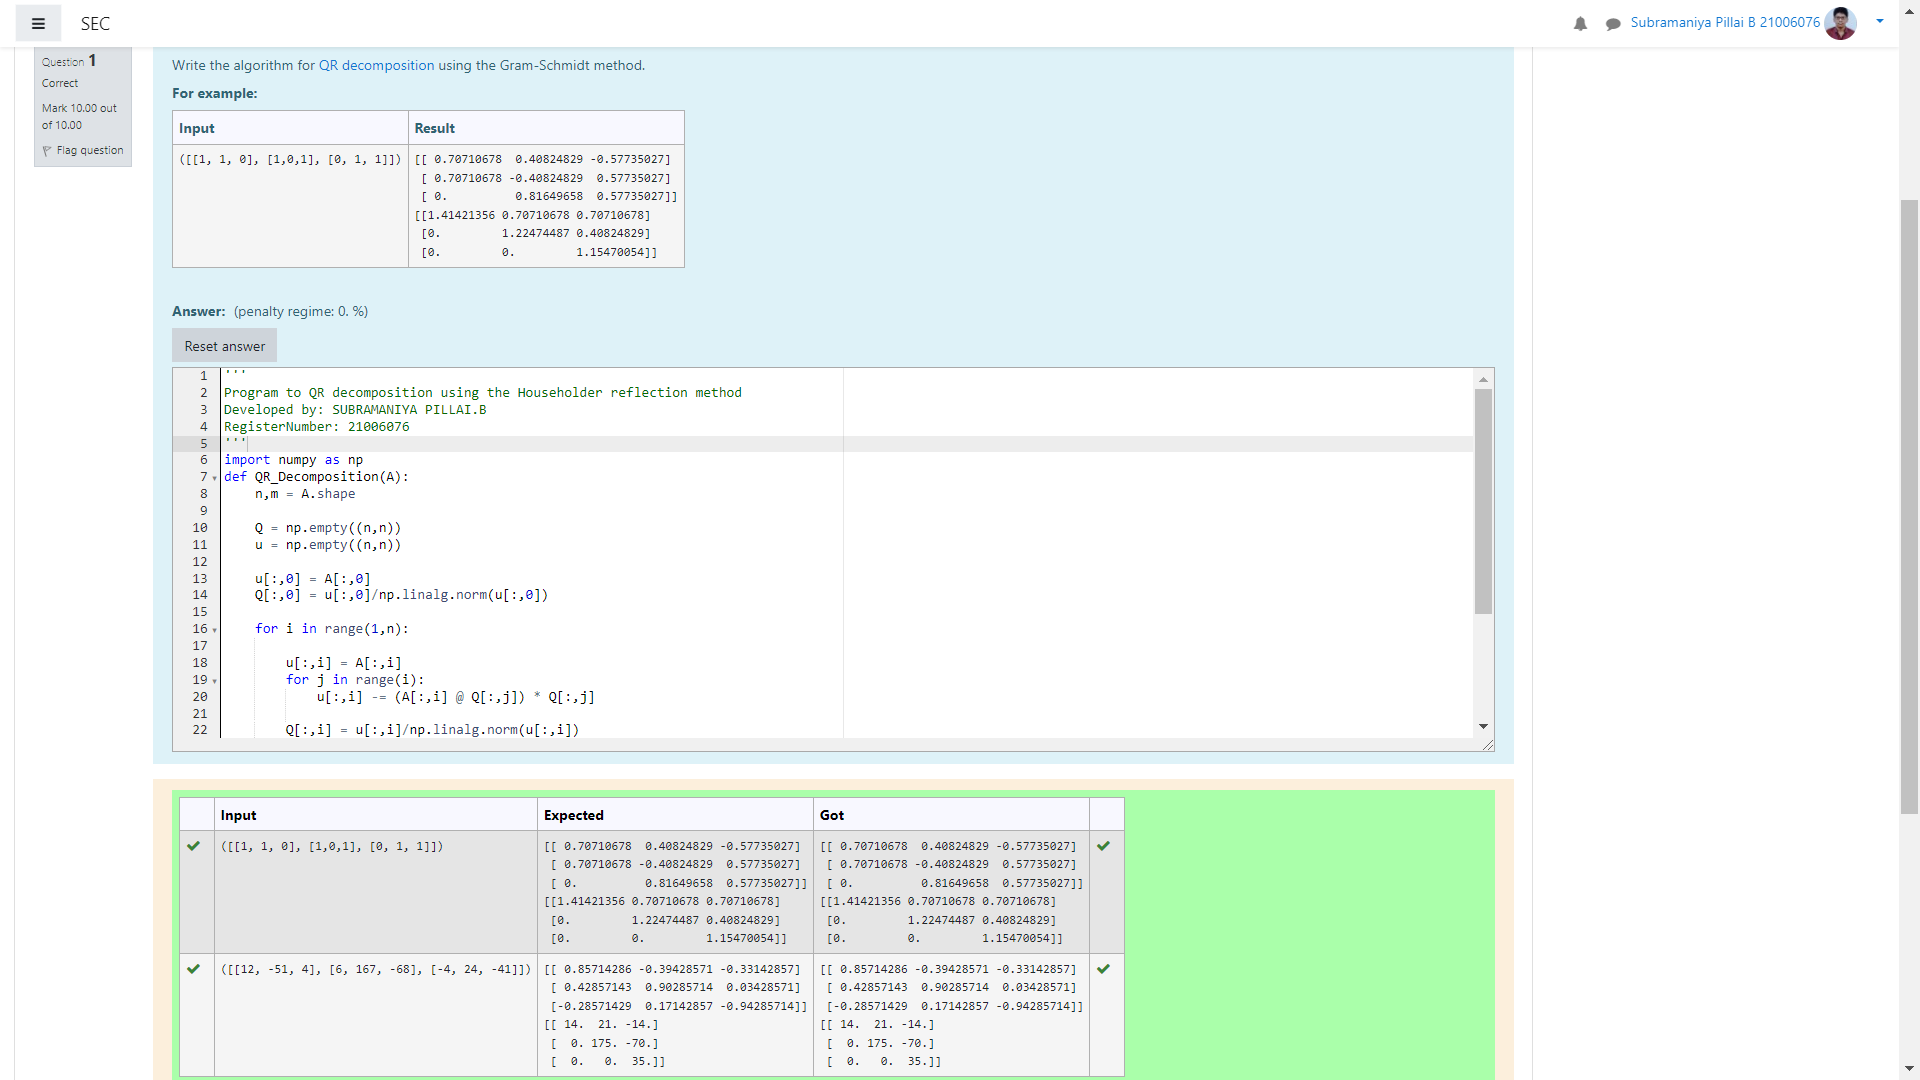 SEC
Subramaniya Pillai B 21006076
Question 1
Correct
Mark 10.00 out
of 10.00
Flag question
Write the algorithm for QR decomposition using the Gram-Schmidt method.
For example:
Input Result
([[1, 1, 0], [1,0,1], [0, 1, 1]]) [[ 0.70710678  0.40824829 -0.57735027]
[ 0.70710678 -0.40824829  0.57735027]
[ 0.          0.81649658  0.57735027]]
[[1.41421356 0.70710678 0.70710678]
[0.         1.22474487 0.40824829]
[0.         0.         1.15470054]]
Answer: (penalty regime: 0. %)
Reset answer
1 '''
2 Program to QR decomposition using the Householder reflection method
3 Developed by: SUBRAMANIYA PILLAI.B
4 RegisterNumber: 21006076
5 '''
6 import numpy as np
7 def QR_Decomposition(A):
8     n,m = A.shape
9
10     Q = np.empty((n,n))
11     u = np.empty((n,n))
12
13     u[:,0] = A[:,0]
14     Q[:,0] = u[:,0]/np.linalg.norm(u[:,0])
15
16     for i in range(1,n):
17
18         u[:,i] = A[:,i]
19         for j in range(i):
20             u[:,i] -= (A[:,i] @ Q[:,j]) * Q[:,j]
21
22         Q[:,i] = u[:,i]/np.linalg.norm(u[:,i])
Input Expected Got
([[1, 1, 0], [1,0,1], [0, 1, 1]]) [[ 0.70710678  0.40824829 -0.57735027] [[ 0.70710678  0.40824829 -0.57735027]
[ 0.70710678 -0.40824829  0.57735027] [ 0.70710678 -0.40824829  0.57735027]
[ 0.          0.81649658  0.57735027]] [ 0.          0.81649658  0.57735027]]
[[1.41421356 0.70710678 0.70710678] [[1.41421356 0.70710678 0.70710678]
[0.         1.22474487 0.40824829] [0.         1.22474487 0.40824829]
[0.         0.         1.15470054]] [0.         0.         1.15470054]]
([[12, -51, 4], [6, 167, -68], [-4, 24, -41]]) [[ 0.85714286 -0.39428571 -0.33142857] [[ 0.85714286 -0.39428571 -0.33142857]
[ 0.42857143  0.90285714  0.03428571] [ 0.42857143  0.90285714  0.03428571]
[-0.28571429  0.17142857 -0.94285714]] [-0.28571429  0.17142857 -0.94285714]]
[[ 14.  21. -14.] [[ 14.  21. -14.]
[  0. 175. -70.] [  0. 175. -70.]
[  0.   0.  35.]] [  0.   0.  35.]]